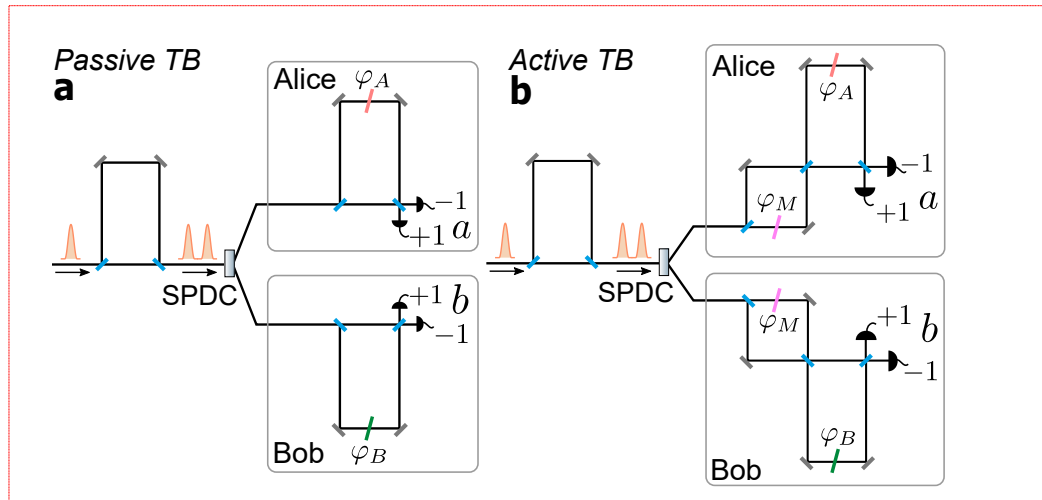 Passive TB
a
Alice
φ_A
−1
+1 a
SPDC
+1 b
−1
φ_B
Bob
Active TB
b
Alice
φ_A
−1
φ_M
+1 a
SPDC
φ_M
+1 b
−1
φ_B
Bob